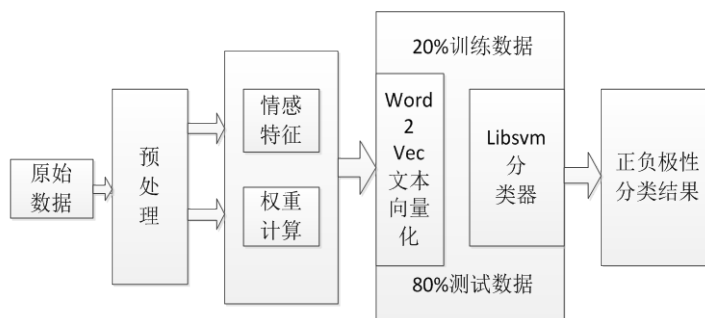 原始
数据
预
处
理
情感
特征
权重
计算
20%训练数据
Word
2
Vec
文本
向量
化
Libsvm
分
类器
80%测试数据
正负极性
分类结果